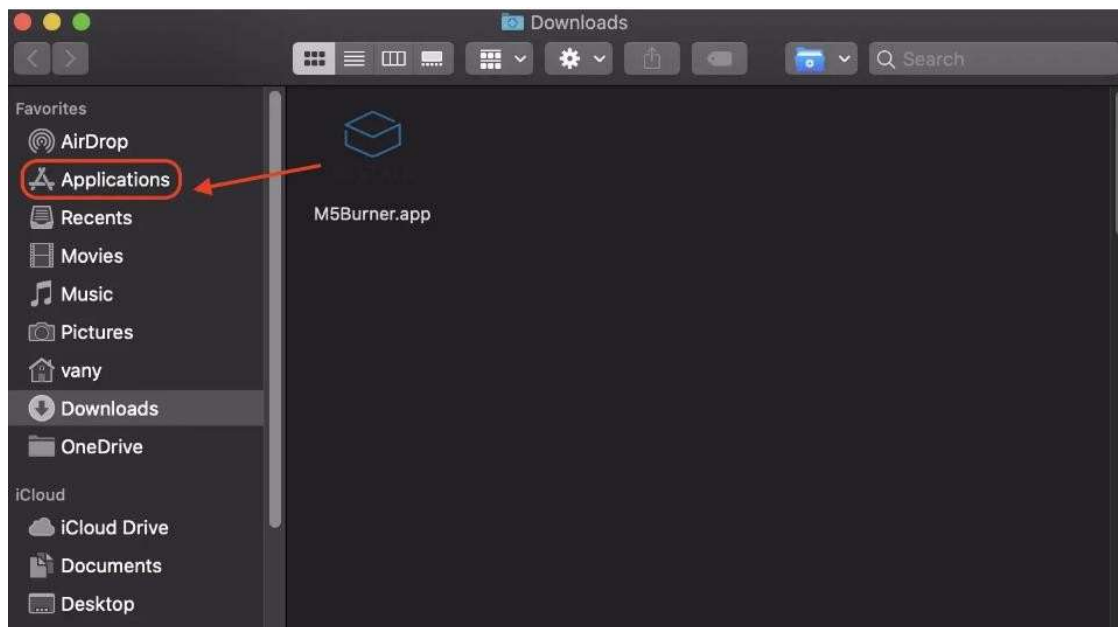 Downloads
Search
Favorites
AirDrop
Applications
Recents
Movies
Music
Pictures
vany
Downloads
OneDrive
iCloud
iCloud Drive
Documents
Desktop
M5Burner.app